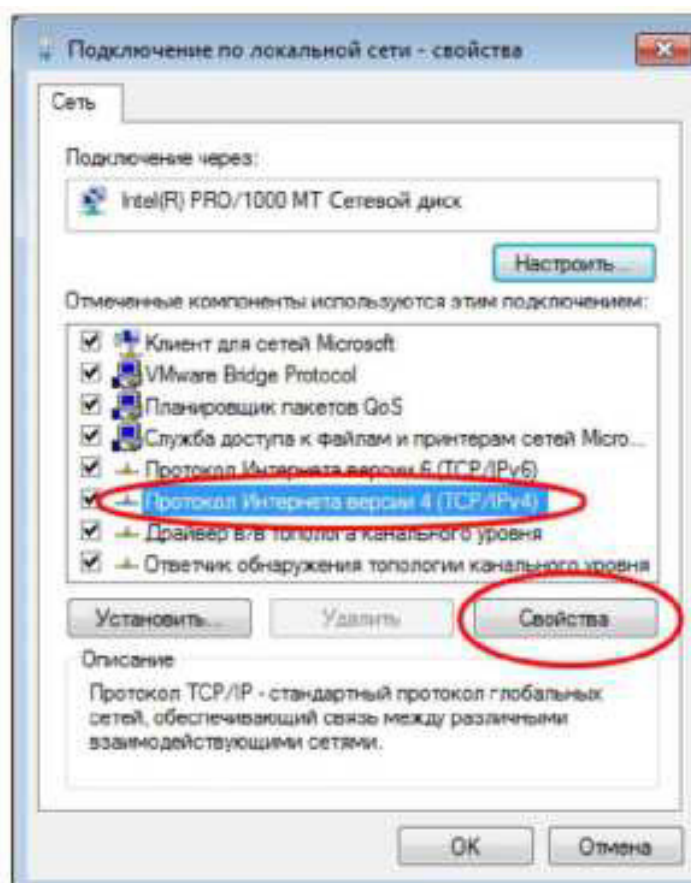 Подключение по локальной сети - свойства
Сеть
Подключение через:
Intel(R) PRO/1000 MT Сетевой диск
Настроить...
Отмеченные компоненты используются этим подключением:
Клиент для сетей Microsoft
VMware Bridge Protocol
Планировщик пакетов QoS
Служба доступа к файлам и принтерам сетей Micro...
Протокол Интернета версии 6 (TCP/IPv6)
Протокол Интернета версии 4 (TCP/IPv4)
Драйвер в/в тополога канального уровня
Ответчик обнаружения топологии канального уровня
Установить...
Удалить
Свойства
Описание
Протокол TCP/IP - стандартный протокол глобальных
сетей, обеспечивающий связь между различными
взаимодействующими сетями.
ОК
Отмена